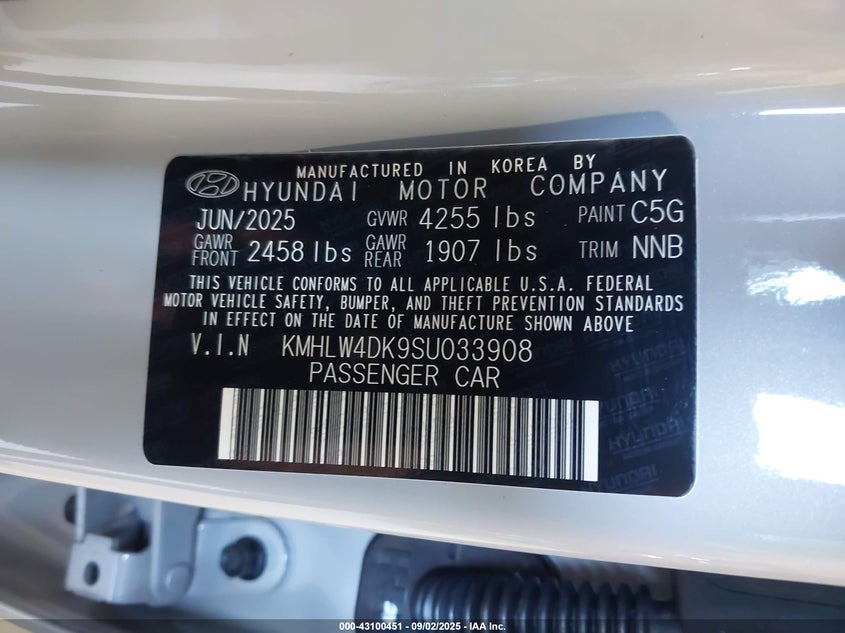 MANUFACTURED IN KOREA BY
HYUNDAI MOTOR COMPANY
JUN/2025 GVWR 4255 lbs PAINT C5G
GAWR FRONT 2458 lbs GAWR REAR 1907 lbs TRIM NNB
THIS VEHICLE CONFORMS TO ALL APPLICABLE U.S.A. FEDERAL
MOTOR VEHICLE SAFETY, BUMPER, AND THEFT PREVENTION STANDARDS
IN EFFECT ON THE DATE OF MANUFACTURE SHOWN ABOVE
V.I.N KMHLW4DK9SU033908
PASSENGER CAR
HYUNDAI
000-43100451 - 09/02/2025 - IAA Inc.